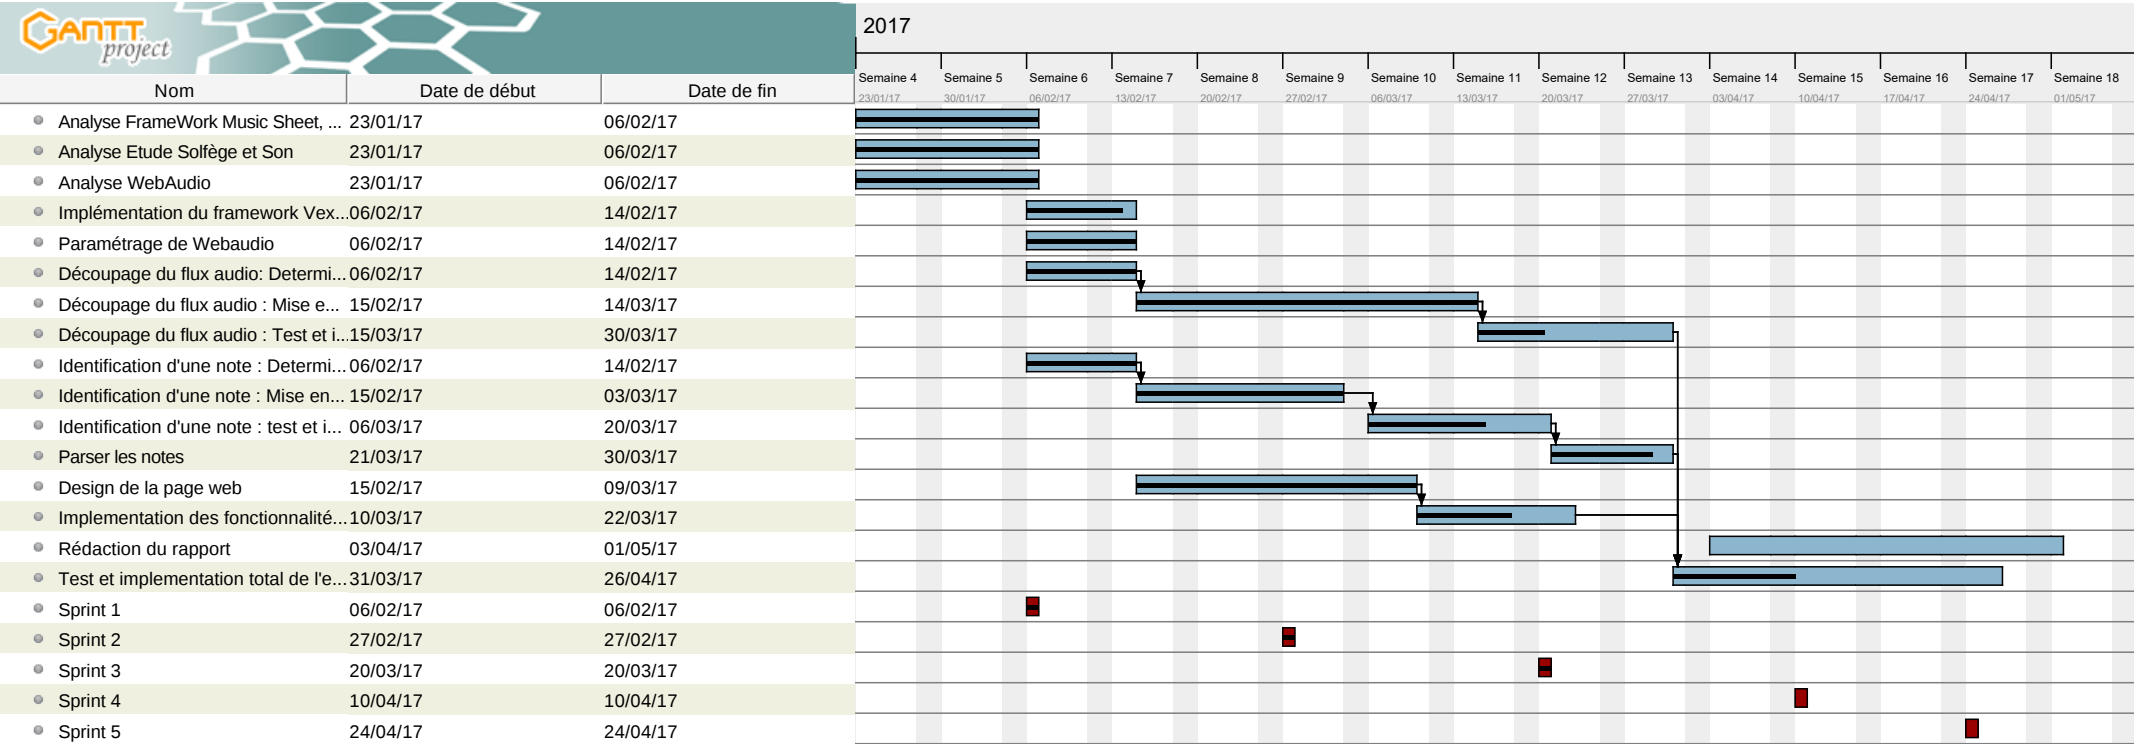 GANTT project
2017
Semaine 4 Semaine 5 Semaine 6 Semaine 7 Semaine 8 Semaine 9 Semaine 10 Semaine 11 Semaine 12 Semaine 13 Semaine 14 Semaine 15 Semaine 16 Semaine 17 Semaine 18
Nom Date de début Date de fin
23/01/17 30/01/17 06/02/17 13/02/17 20/02/17 27/02/17 06/03/17 13/03/17 20/03/17 27/03/17 03/04/17 10/04/17 17/04/17 24/04/17 01/05/17
Analyse FrameWork Music Sheet, ... 23/01/17 06/02/17
Analyse Etude Solfège et Son 23/01/17 06/02/17
Analyse WebAudio 23/01/17 06/02/17
Implémentation du framework Vex... 06/02/17 14/02/17
Paramétrage de Webaudio 06/02/17 14/02/17
Découpage du flux audio: Determi... 06/02/17 14/02/17
Découpage du flux audio : Mise e... 15/02/17 14/03/17
Découpage du flux audio : Test et i... 15/03/17 30/03/17
Identification d'une note : Determi... 06/02/17 14/02/17
Identification d'une note : Mise en... 15/02/17 03/03/17
Identification d'une note : test et i... 06/03/17 20/03/17
Parser les notes 21/03/17 30/03/17
Design de la page web 15/02/17 09/03/17
Implementation des fonctionnalité... 10/03/17 22/03/17
Rédaction du rapport 03/04/17 01/05/17
Test et implementation total de l'e... 31/03/17 26/04/17
Sprint 1 06/02/17 06/02/17
Sprint 2 27/02/17 27/02/17
Sprint 3 20/03/17 20/03/17
Sprint 4 10/04/17 10/04/17
Sprint 5 24/04/17 24/04/17